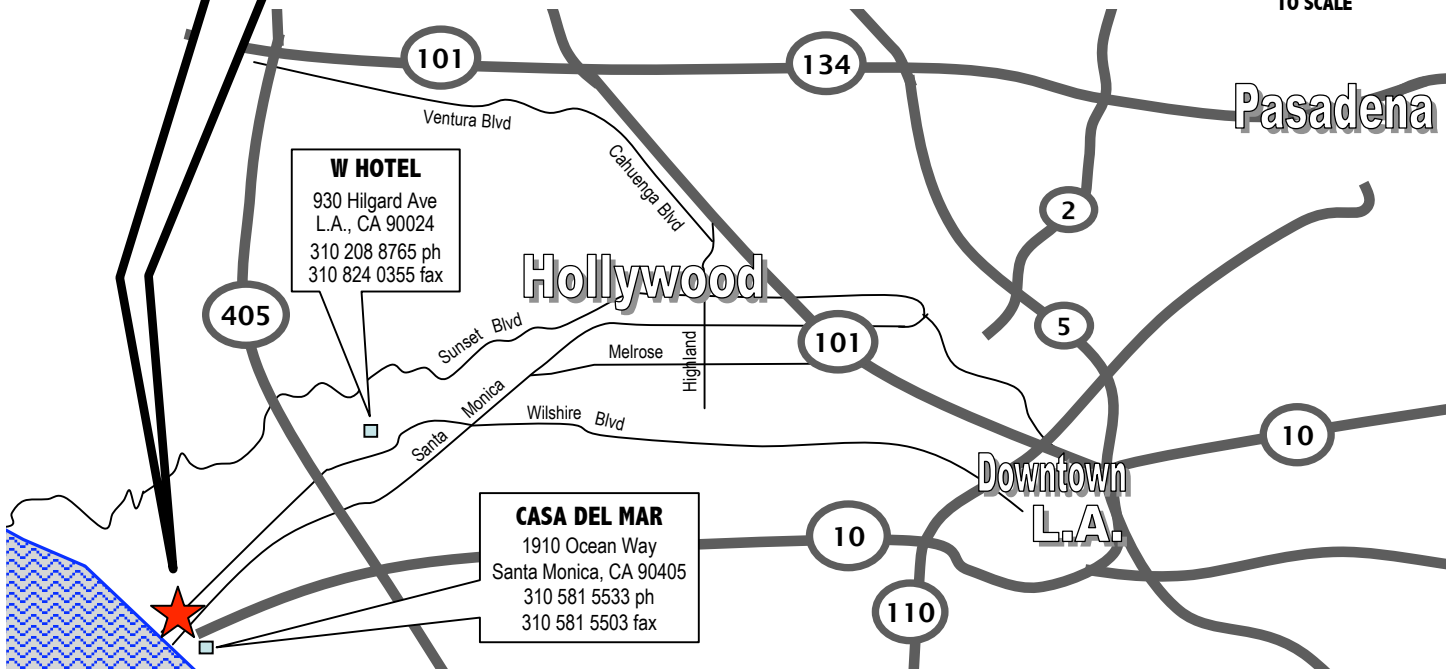 TO SCALE
101
134
Pasadena
Ventura Blvd
W HOTEL
930 Hilgard Ave
L.A., CA 90024
310 208 8765 ph
310 824 0355 fax
Cahuenga Blvd
2
Hollywood
405
Sunset Blvd
101
5
Melrose
Highland
Santa Monica
Wilshire Blvd
10
Downtown
L.A.
CASA DEL MAR
1910 Ocean Way
Santa Monica, CA 90405
310 581 5533 ph
310 581 5503 fax
10
110